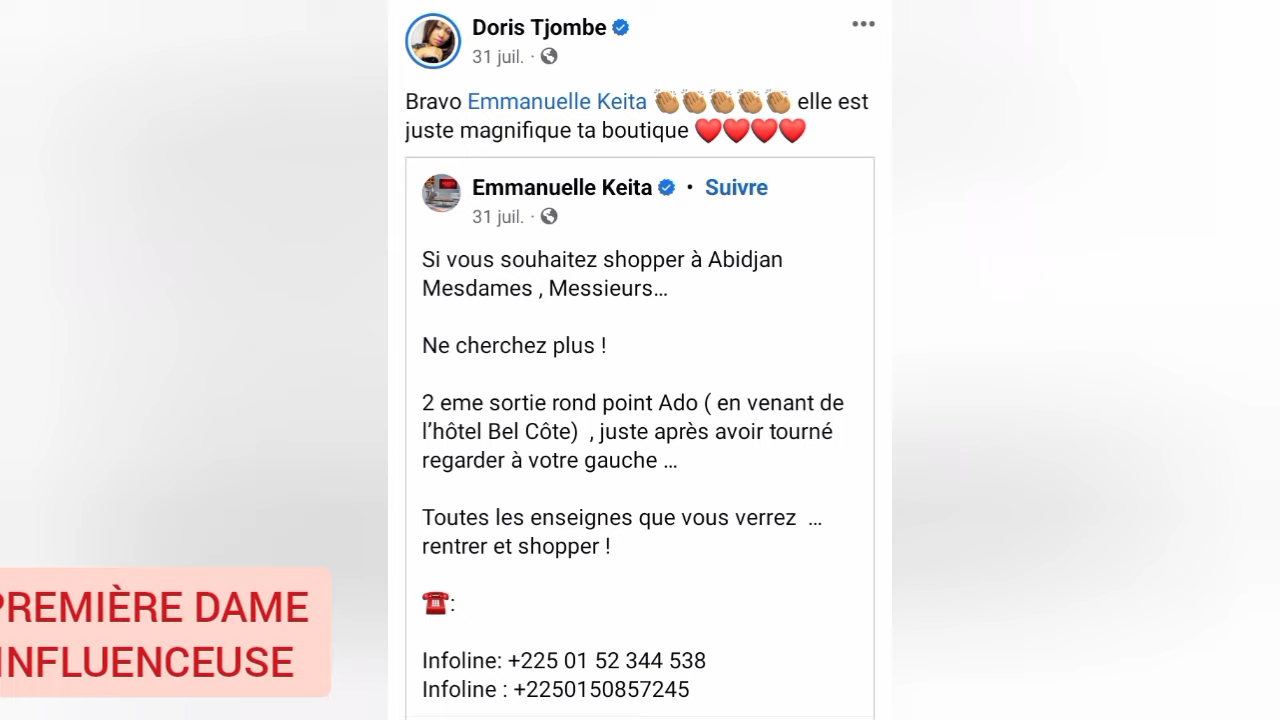 Doris Tjombe
31 juil. ·
Bravo Emmanuelle Keita 👏🏽👏🏽👏🏽👏🏽👏🏽 elle est
juste magnifique ta boutique ❤️❤️❤️❤️
Emmanuelle Keita • Suivre
31 juil. ·
Si vous souhaitez shopper à Abidjan
Mesdames , Messieurs…
Ne cherchez plus !
2 eme sortie rond point Ado ( en venant de
l’hôtel Bel Côte)  , juste après avoir tourné
regarder à votre gauche …
Toutes les enseignes que vous verrez  …
rentrer et shopper !
☎️:
Infoline: +225 01 52 344 538
Infoline : +2250150857245
PREMIÈRE DAME
INFLUENCEUSE